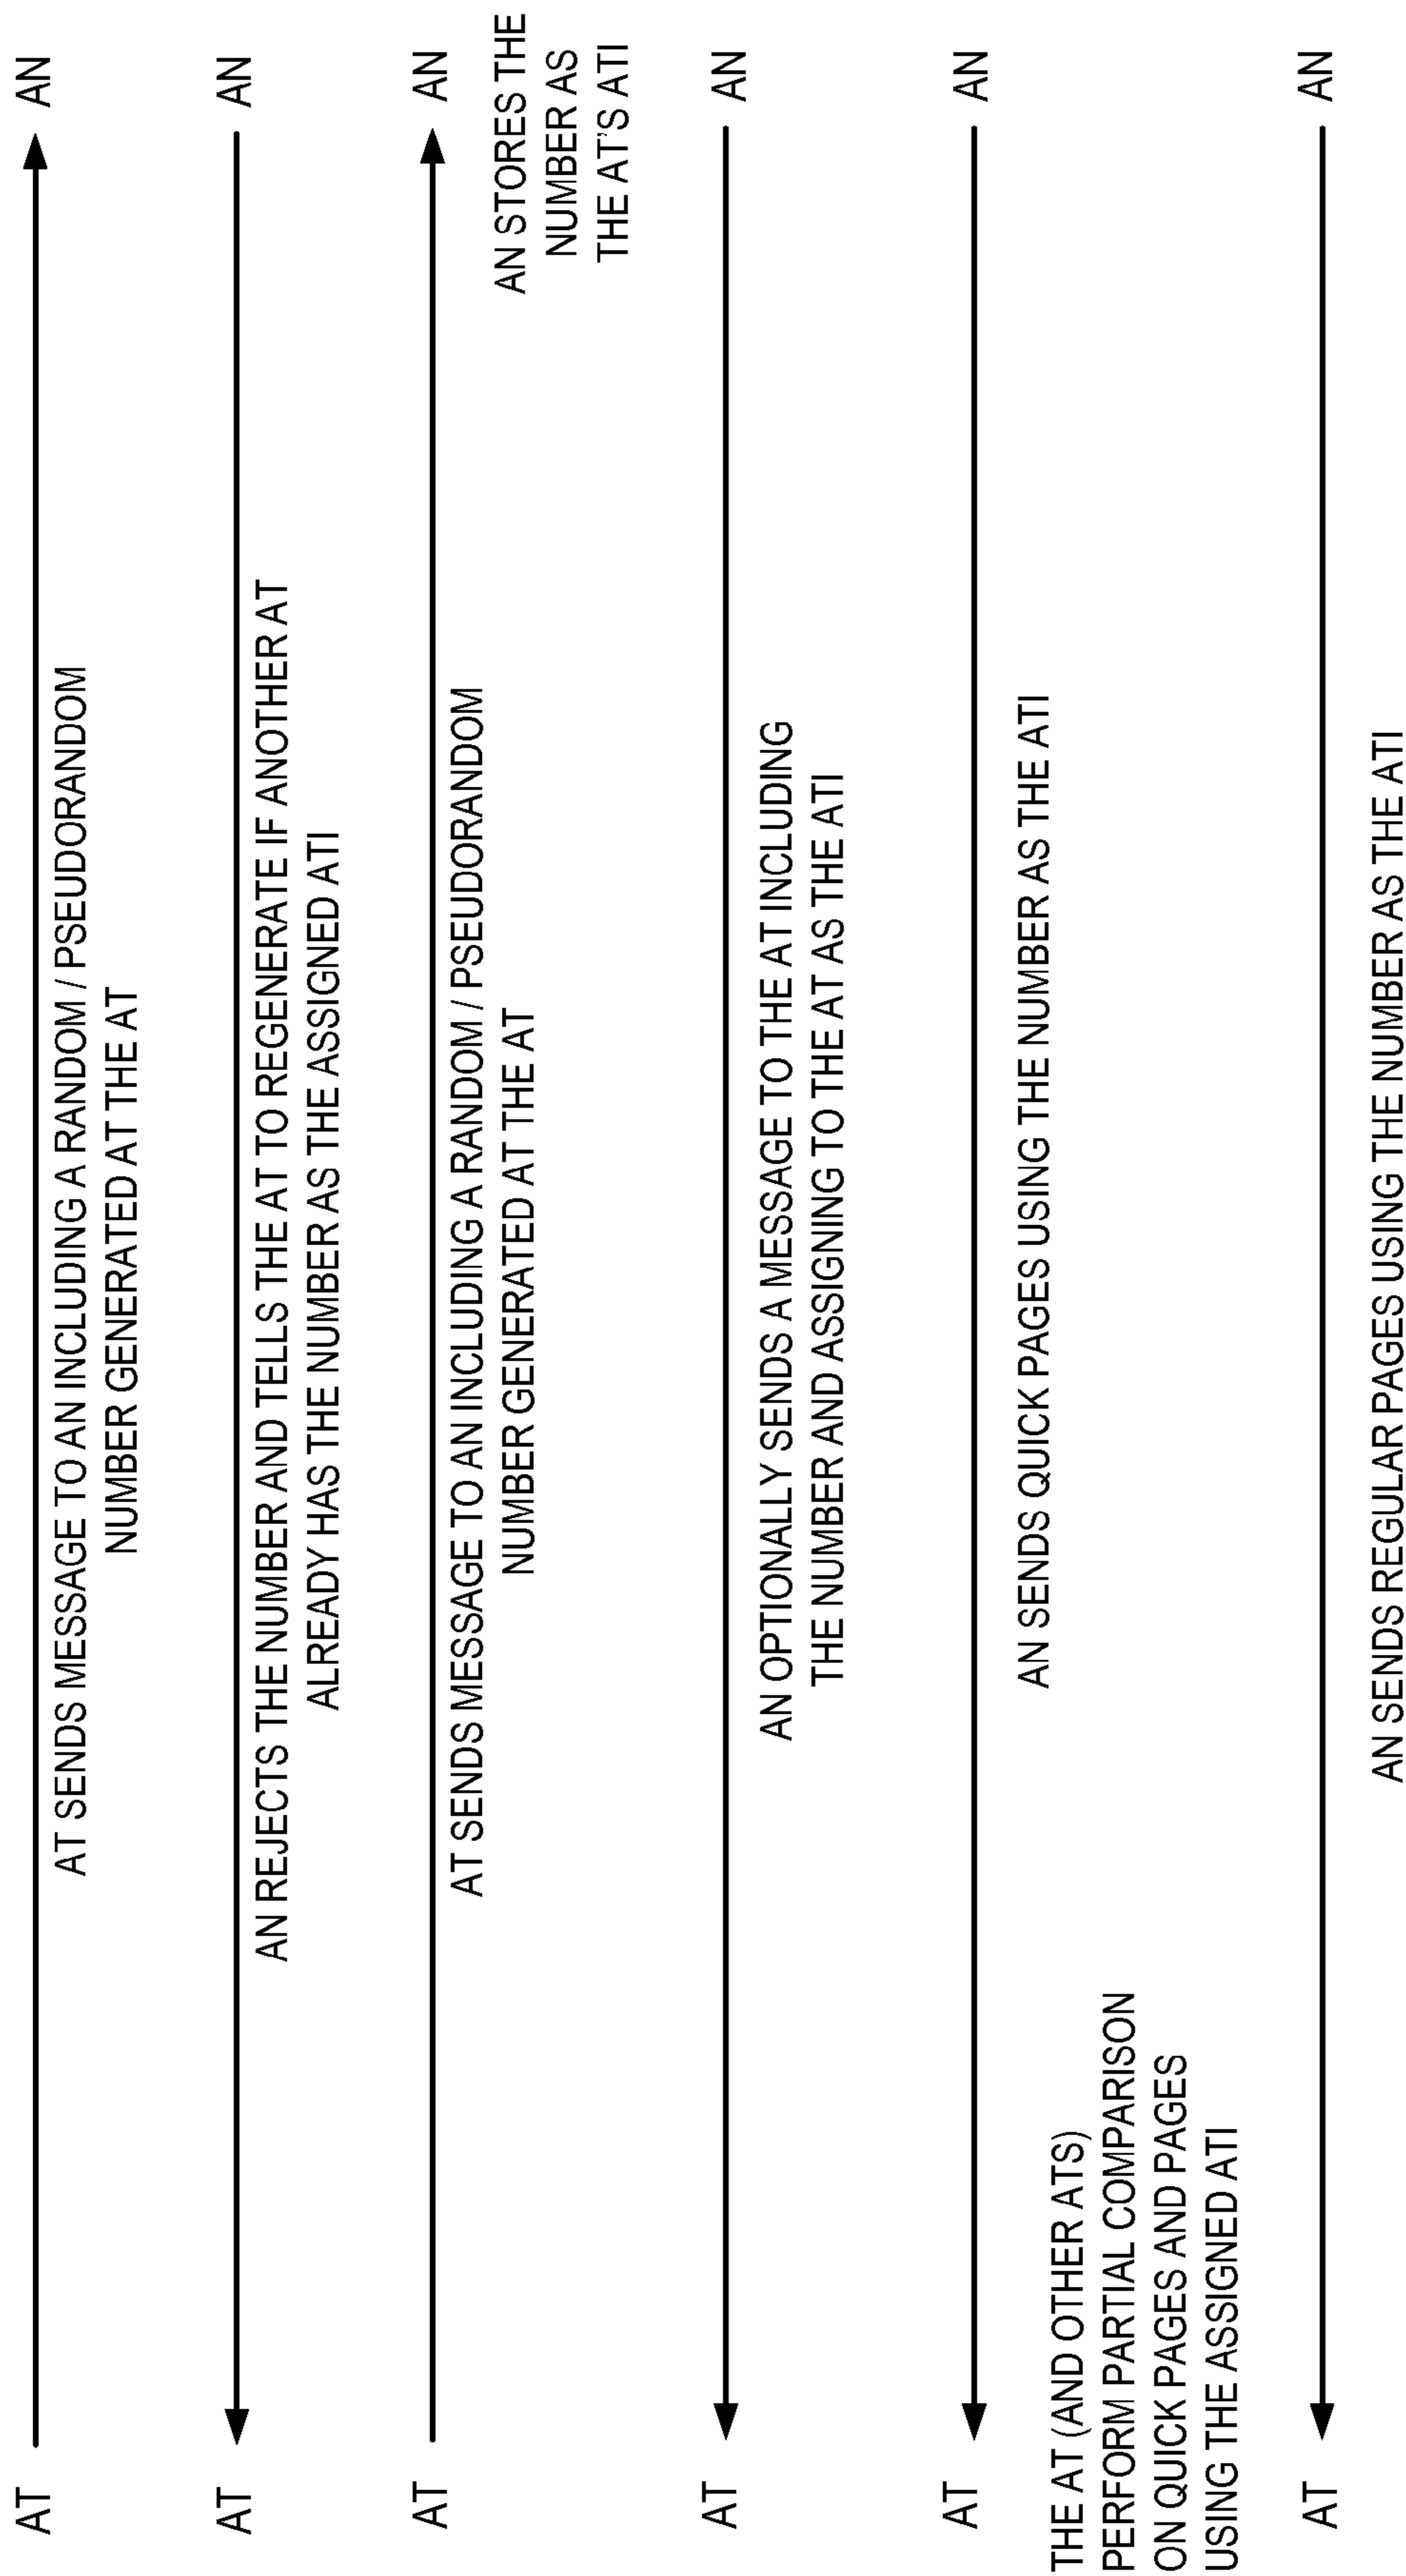 AT AN
AT SENDS MESSAGE TO AN INCLUDING A RANDOM / PSEUDORANDOM
NUMBER GENERATED AT THE AT
AT AN
AN REJECTS THE NUMBER AND TELLS THE AT TO REGENERATE IF ANOTHER AT
ALREADY HAS THE NUMBER AS THE ASSIGNED ATI
AT AN
AT SENDS MESSAGE TO AN INCLUDING A RANDOM / PSEUDORANDOM
NUMBER GENERATED AT THE AT
AN STORES THE
NUMBER AS
THE AT'S ATI
AT AN
AN OPTIONALLY SENDS A MESSAGE TO THE AT INCLUDING
THE NUMBER AND ASSIGNING TO THE AT AS THE ATI
AT AN
AN SENDS QUICK PAGES USING THE NUMBER AS THE ATI
THE AT (AND OTHER ATS)
PERFORM PARTIAL COMPARISON
ON QUICK PAGES AND PAGES
USING THE ASSIGNED ATI
AT AN
AN SENDS REGULAR PAGES USING THE NUMBER AS THE ATI